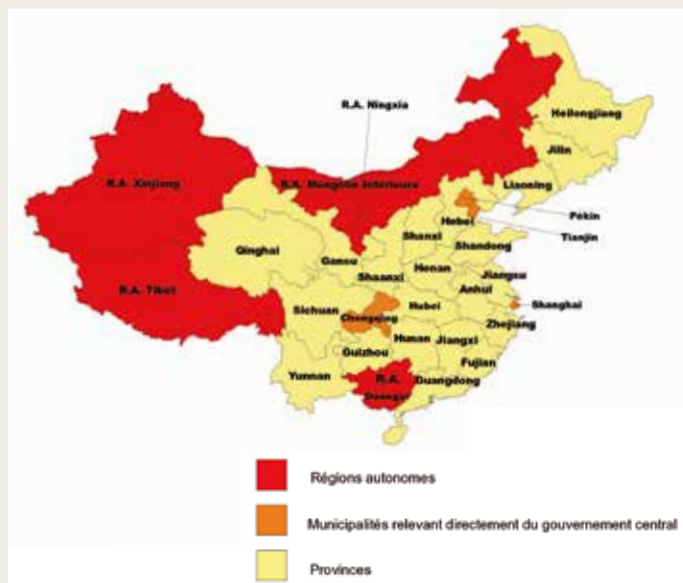 R.A. Ningxia
Heilongjiang
Jilin
R.A. Xinjiang
R.A. Mongolie Intérieure
Liaoning
Pékin
Hebei
Tianjin
Shanxi
Qinghai
Shandong
Gansu
Shaanxi
Henan
Jiangsu
R.A. Tibet
Anhui
Sichuan
Chongqing
Hubei
Shanghai
Zhejiang
Hunan
Jiangxi
Guizhou
Fujian
Yunnan
R.A.
Guangxi
Guangdong
Régions autonomes
Municipalités relevant directement du gouvernement central
Provinces